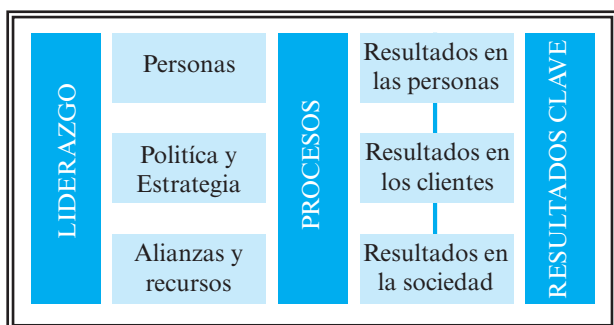 LIDERAZGO
Personas
Politíca y
Estrategia
Alianzas y
recursos
PROCESOS
Resultados en
las personas
Resultados en
los clientes
Resultados en
la sociedad
RESULTADOS CLAVE